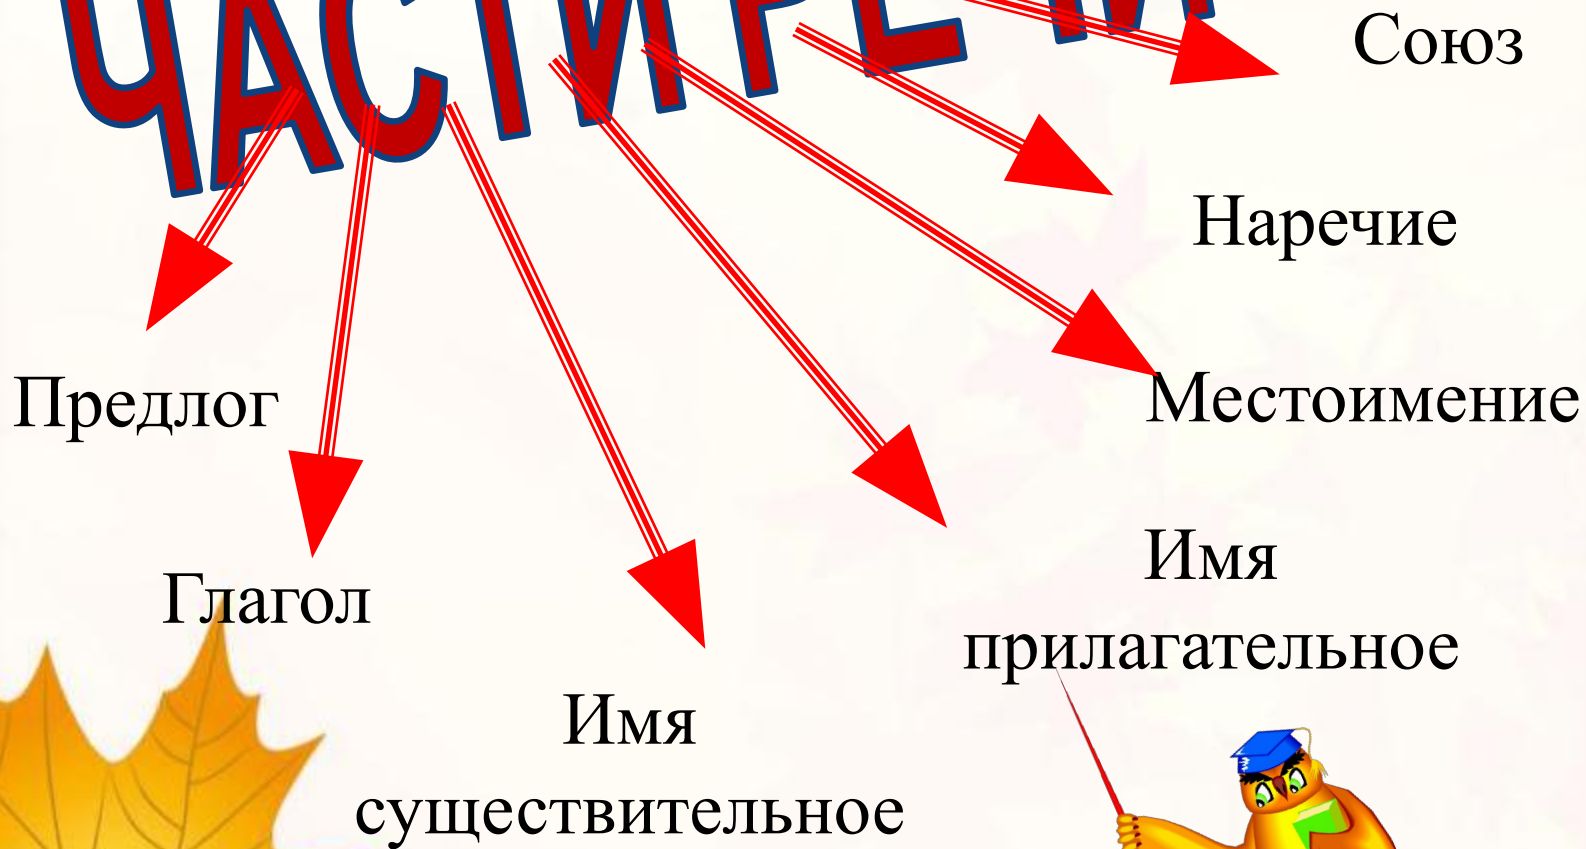 ЧАСТИ РЕЧИ
Союз
Наречие
Предлог
Местоимение
Имя
прилагательное
Глагол
Имя
существительное